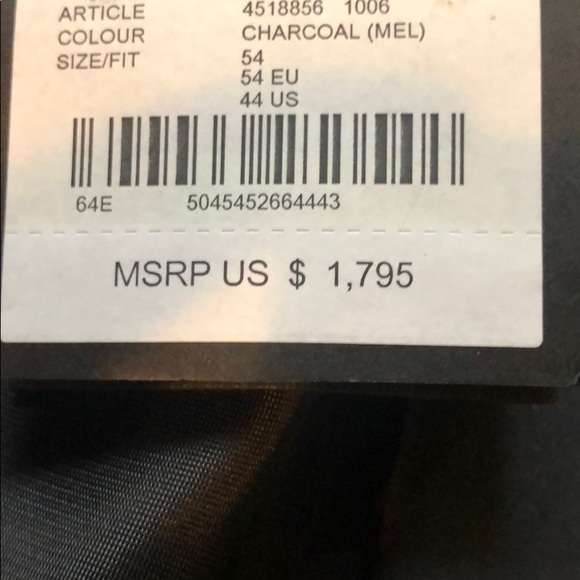 ARTICLE 4518856 1006
COLOUR CHARCOAL (MEL)
SIZE/FIT 54
54 EU
44 US
64E 5045452664443
MSRP US $ 1,795